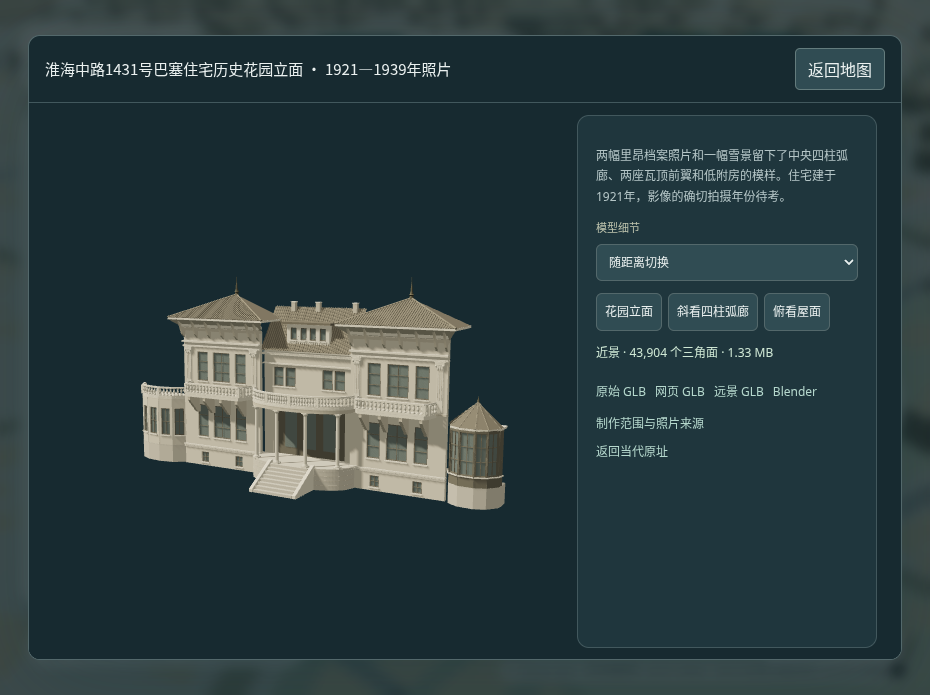 淮海中路1431号巴塞住宅历史花园立面 · 1921—1939年照片
返回地图
两幅里昂档案照片和一幅雪景留下了中央四柱弧
廊、两座瓦顶前翼和低附房的模样。住宅建于
1921年，影像的确切拍摄年份待考。
模型细节
随距离切换
花园立面 斜看四柱弧廊 俯看屋面
近景 · 43,904 个三角面 · 1.33 MB
原始 GLB 网页 GLB 远景 GLB Blender
制作范围与照片来源
返回当代原址